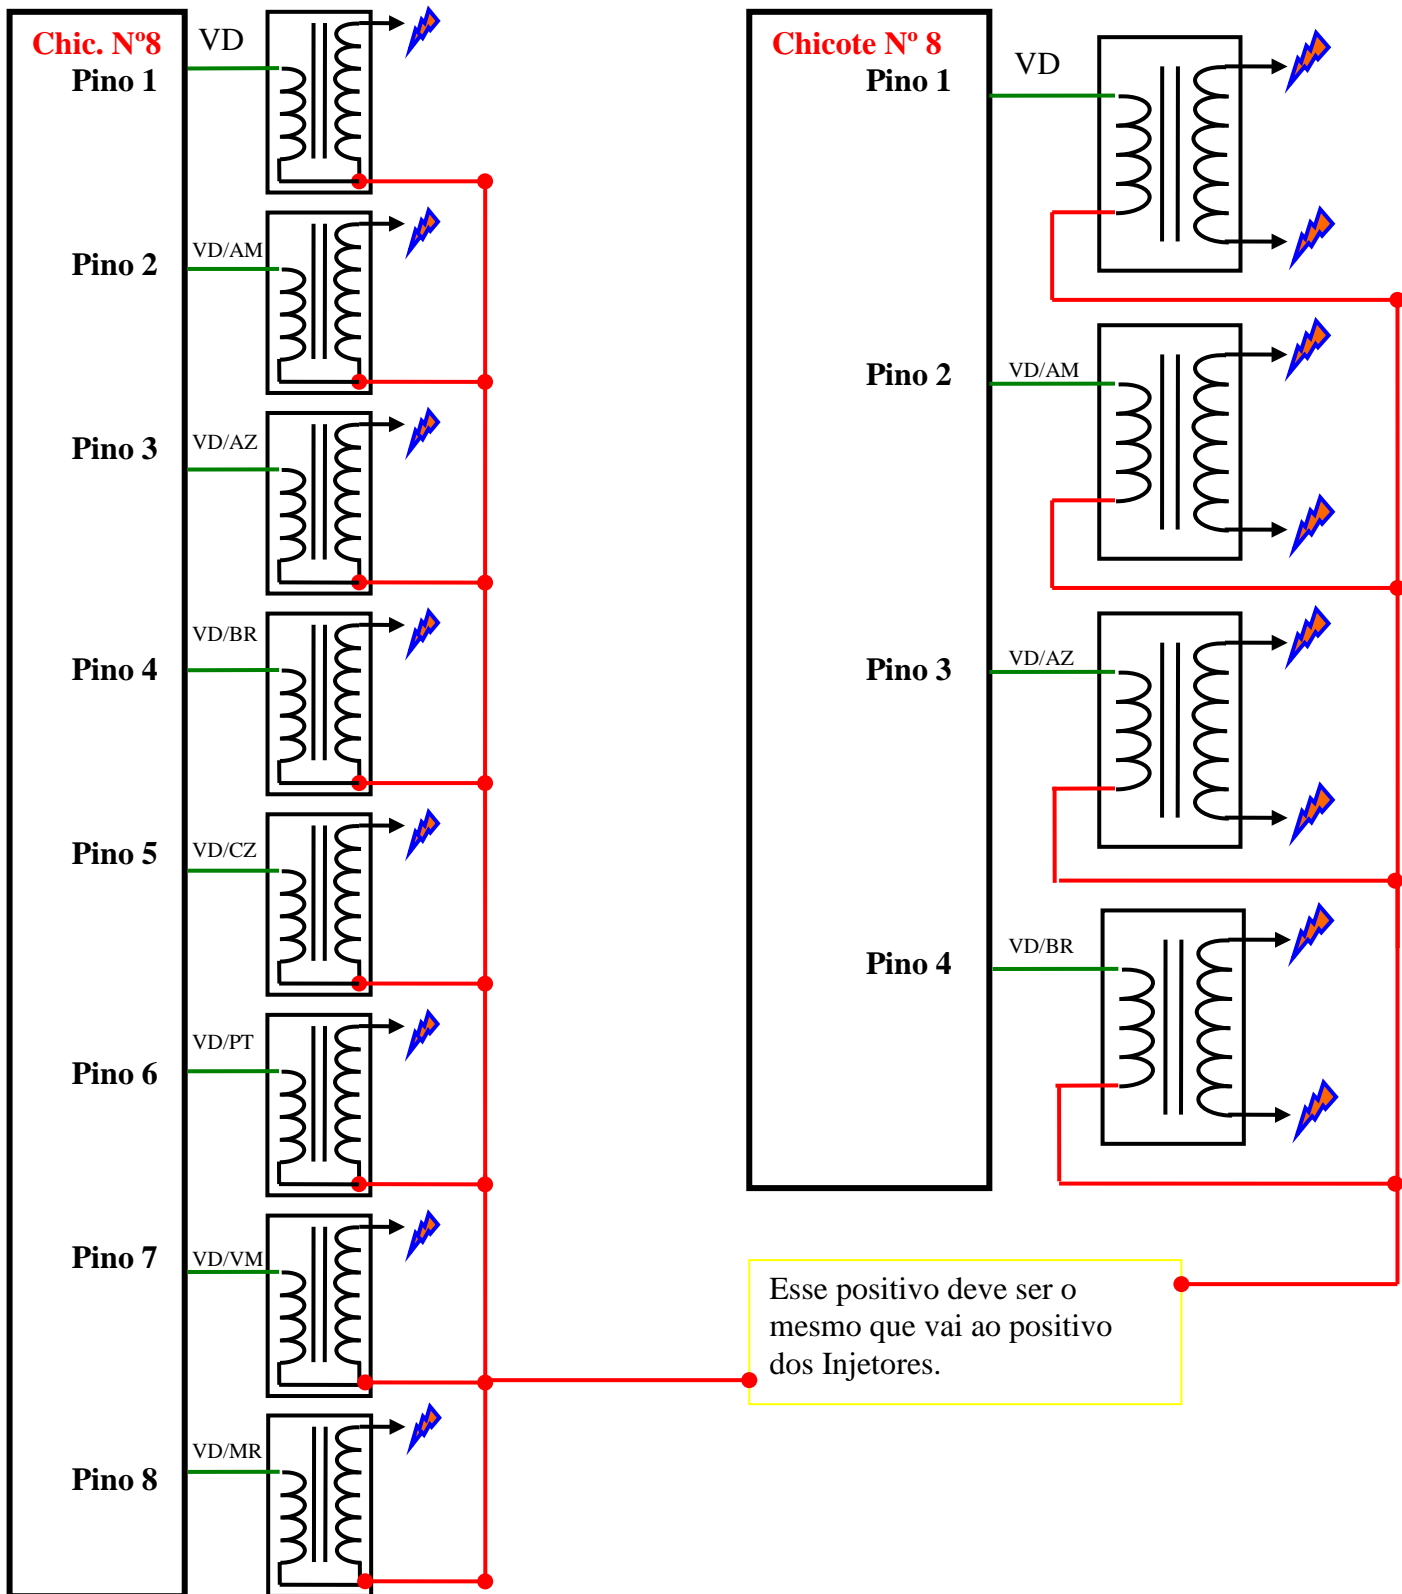 Chic. Nº8
VD
Pino 1
VD/AM
Pino 2
VD/AZ
Pino 3
VD/BR
Pino 4
VD/CZ
Pino 5
VD/PT
Pino 6
VD/VM
Pino 7
VD/MR
Pino 8
Chicote Nº 8
VD
Pino 1
VD/AM
Pino 2
VD/AZ
Pino 3
VD/BR
Pino 4
Esse positivo deve ser o
mesmo que vai ao positivo
dos Injetores.